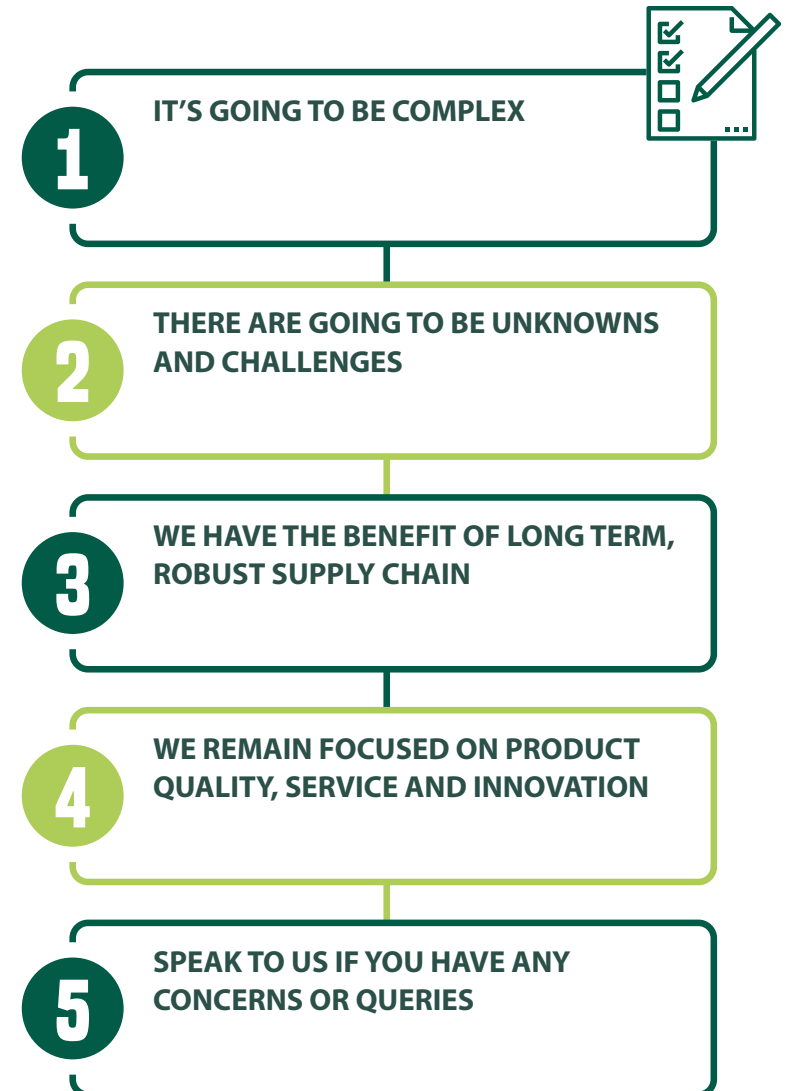 1
IT’S GOING TO BE COMPLEX
2
THERE ARE GOING TO BE UNKNOWNS
AND CHALLENGES
3
WE HAVE THE BENEFIT OF LONG TERM,
ROBUST SUPPLY CHAIN
4
WE REMAIN FOCUSED ON PRODUCT
QUALITY, SERVICE AND INNOVATION
5
SPEAK TO US IF YOU HAVE ANY
CONCERNS OR QUERIES